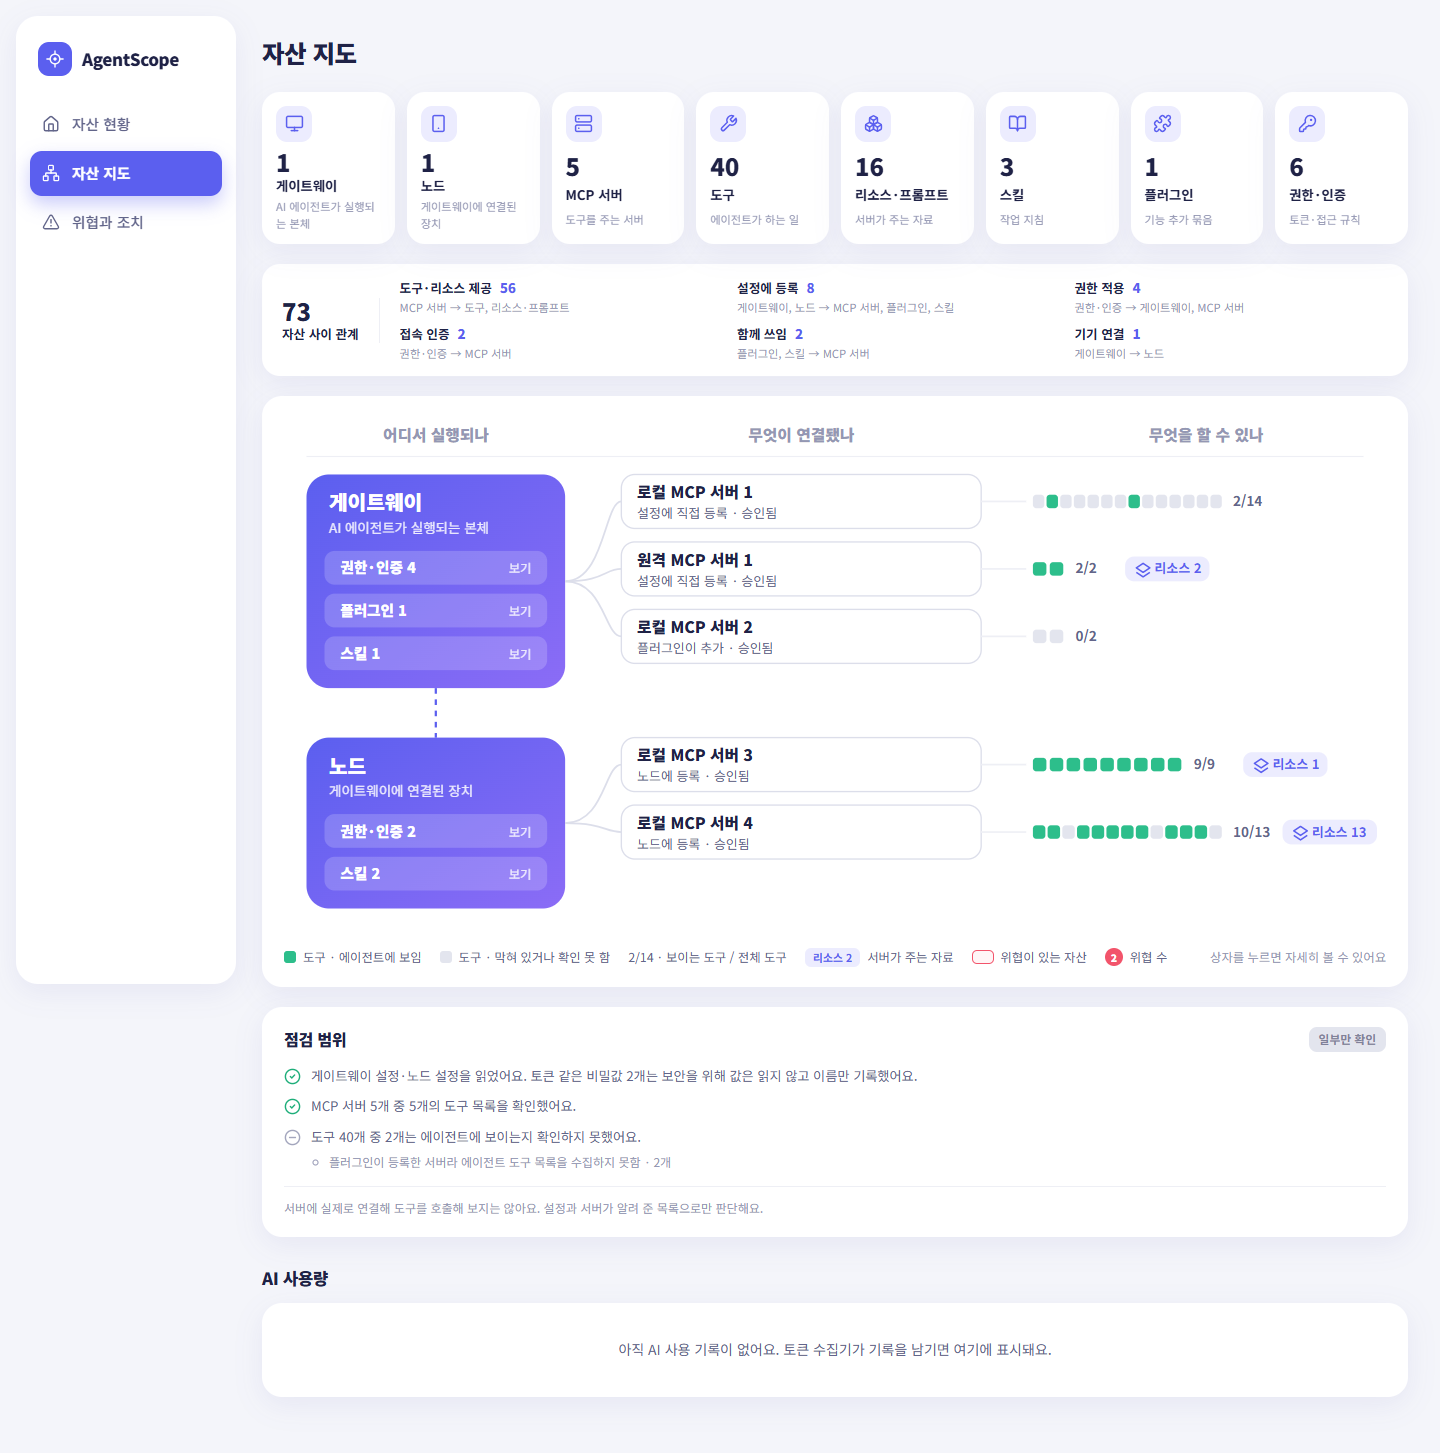 AgentScope
자산 현황
자산 지도
위협과 조치
자산 지도
1
게이트웨이
AI 에이전트가 실행되
는 본체
1
노드
게이트웨이에 연결된
장치
5
MCP 서버
도구를 주는 서버
40
도구
에이전트가 하는 일
16
리소스·프롬프트
서버가 주는 자료
3
스킬
작업 지침
1
플러그인
기능 추가 묶음
6
권한·인증
토큰·접근 규칙
73
자산 사이 관계
도구·리소스 제공 56
MCP 서버 → 도구, 리소스·프롬프트
설정에 등록 8
게이트웨이, 노드 → MCP 서버, 플러그인, 스킬
권한 적용 4
권한·인증 → 게이트웨이, MCP 서버
접속 인증 2
권한·인증 → MCP 서버
함께 쓰임 2
플러그인, 스킬 → MCP 서버
기기 연결 1
게이트웨이 → 노드
어디서 실행되나
무엇이 연결됐나
무엇을 할 수 있나
게이트웨이
AI 에이전트가 실행되는 본체
권한·인증 4 보기
플러그인 1 보기
스킬 1 보기
로컬 MCP 서버 1
설정에 직접 등록 · 승인됨
2/14
원격 MCP 서버 1
설정에 직접 등록 · 승인됨
2/2 리소스 2
로컬 MCP 서버 2
플러그인이 추가 · 승인됨
0/2
노드
게이트웨이에 연결된 장치
권한·인증 2 보기
스킬 2 보기
로컬 MCP 서버 3
노드에 등록 · 승인됨
9/9 리소스 1
로컬 MCP 서버 4
노드에 등록 · 승인됨
10/13 리소스 13
도구 · 에이전트에 보임 도구 · 막혀 있거나 확인 못 함 2/14 · 보이는 도구 / 전체 도구 리소스 2 서버가 주는 자료 위협이 있는 자산 2 위협 수 상자를 누르면 자세히 볼 수 있어요
점검 범위
일부만 확인
게이트웨이 설정·노드 설정을 읽었어요. 토큰 같은 비밀값 2개는 보안을 위해 값은 읽지 않고 이름만 기록했어요.
MCP 서버 5개 중 5개의 도구 목록을 확인했어요.
도구 40개 중 2개는 에이전트에 보이는지 확인하지 못했어요.
플러그인이 등록한 서버라 에이전트 도구 목록을 수집하지 못함 · 2개
서버에 실제로 연결해 도구를 호출해 보지는 않아요. 설정과 서버가 알려 준 목록으로만 판단해요.
AI 사용량
아직 AI 사용 기록이 없어요. 토큰 수집기가 기록을 남기면 여기에 표시돼요.